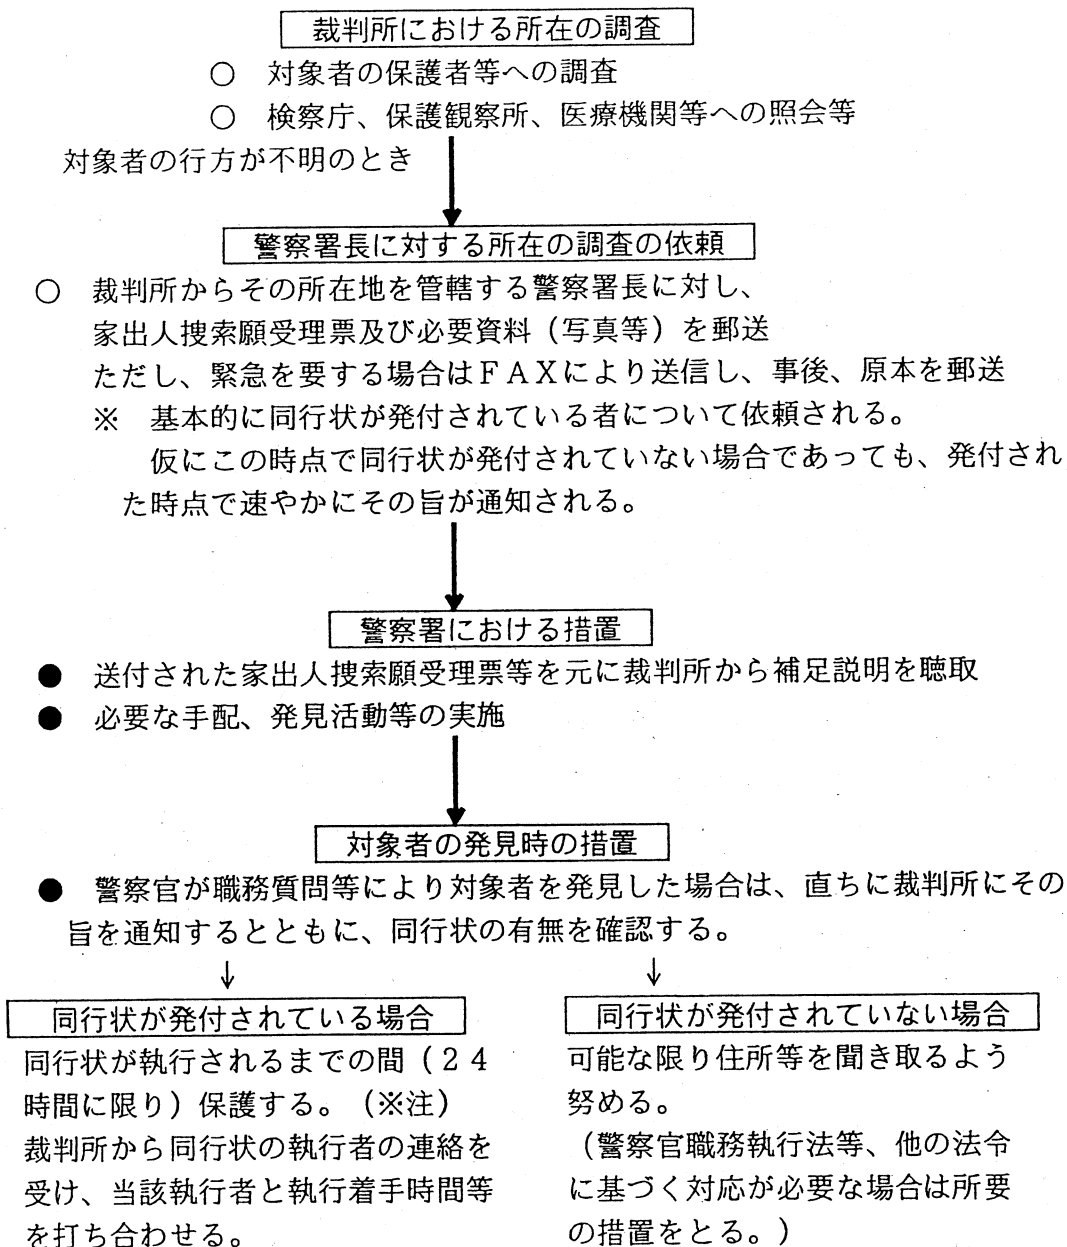 裁判所における所在の調査
○　対象者の保護者等への調査
○　検察庁、保護観察所、医療機関等への照会等
対象者の行方が不明のとき
警察署長に対する所在の調査の依頼
○　裁判所からその所在地を管轄する警察署長に対し、
家出人捜索願受理票及び必要資料（写真等）を郵送
ただし、緊急を要する場合はＦＡＸにより送信し、事後、原本を郵送
※　基本的に同行状が発付されている者について依頼される。
仮にこの時点で同行状が発付されていない場合であっても、発付され
た時点で速やかにその旨が通知される。
警察署における措置
●　送付された家出人捜索願受理票等を元に裁判所から補足説明を聴取
●　必要な手配、発見活動等の実施
対象者の発見時の措置
●　警察官が職務質問等により対象者を発見した場合は、直ちに裁判所にその
旨を通知するとともに、同行状の有無を確認する。
同行状が発付されている場合
同行状が執行されるまでの間（２４
時間に限り）保護する。（※注）
裁判所から同行状の執行者の連絡を
受け、当該執行者と執行着手時間等
を打ち合わせる。
同行状が発付されていない場合
可能な限り住所等を聞き取るよう
努める。
（警察官職務執行法等、他の法令
に基づく対応が必要な場合は所要
の措置をとる。）